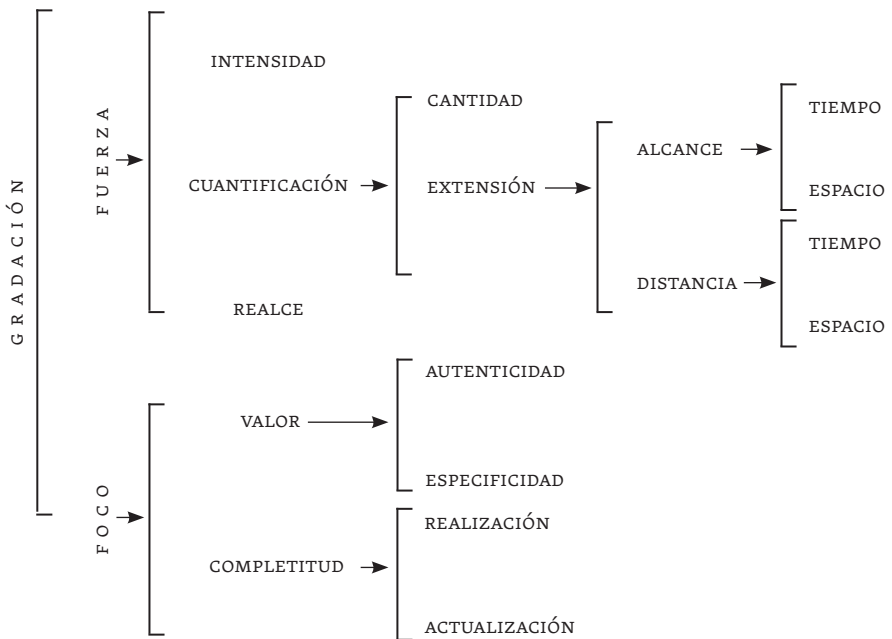 GRADACIÓN
FUERZA
INTENSIDAD
CUANTIFICACIÓN
CANTIDAD
EXTENSIÓN
ALCANCE
TIEMPO
ESPACIO
DISTANCIA
TIEMPO
ESPACIO
REALCE
FOCO
VALOR
AUTENTICIDAD
ESPECIFICIDAD
COMPLETITUD
REALIZACIÓN
ACTUALIZACIÓN